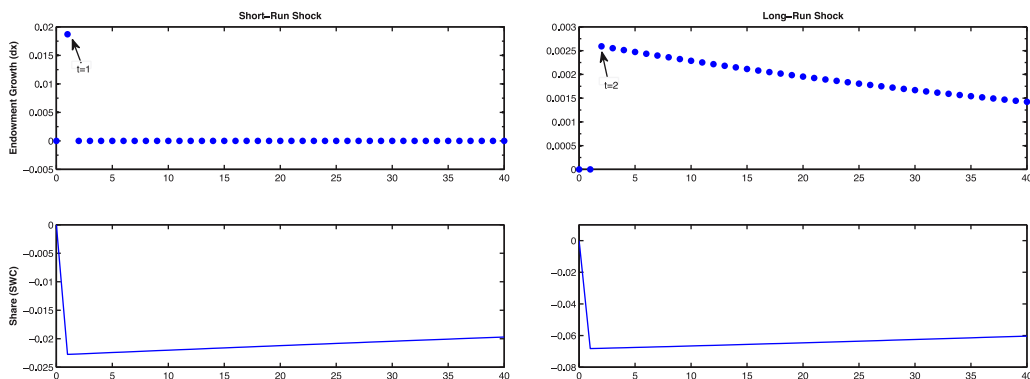 Short−Run Shock
Endowment Growth (dx)
0.02
0.015
0.01
0.005
0
−0.005
t=1
0 5 10 15 20 25 30 35 40
Long−Run Shock
0.003
0.0025
0.002
0.0015
0.001
0.0005
0
t=2
0 5 10 15 20 25 30 35 40
Share (SWC)
0
−0.005
−0.01
−0.015
−0.02
−0.025
0 5 10 15 20 25 30 35 40
0
−0.02
−0.04
−0.06
−0.08
0 5 10 15 20 25 30 35 40